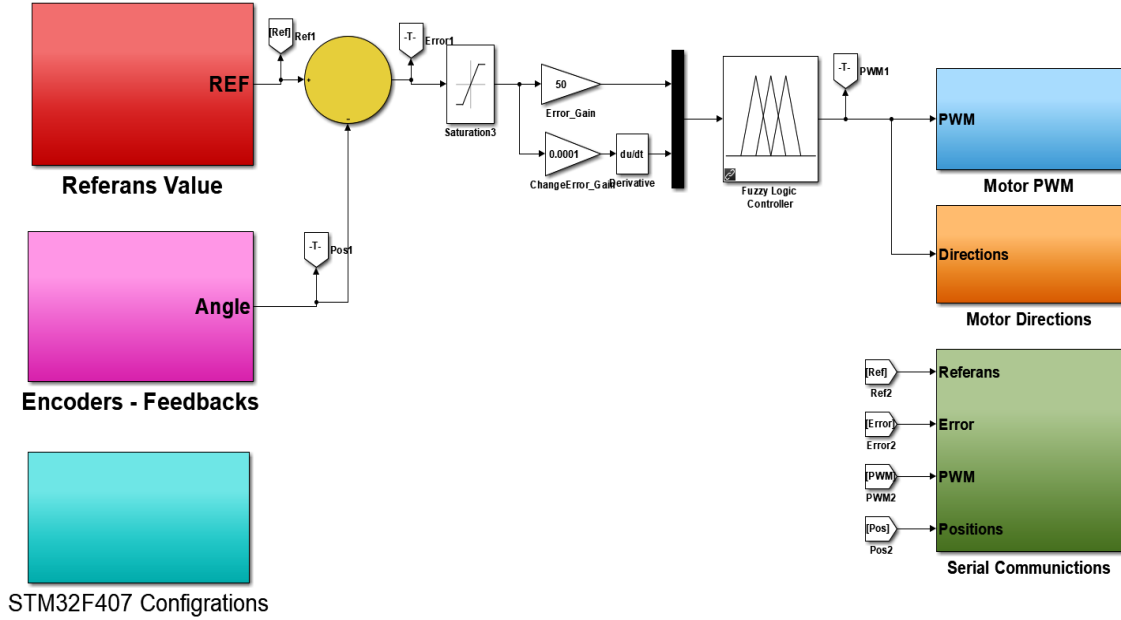 [Ref]
Ref1
REF
Referans Value
+
-
-T-
Error1
Saturation3
50
Error_Gain
0.0001
ChangeError_Gain
du/dt
Derivative
Fuzzy Logic
Controller
-T-
PWM1
PWM
Motor PWM
Directions
Motor Directions
-T-
Pos1
Angle
Encoders - Feedbacks
[Ref]
Ref2
Referans
[Error]
Error2
Error
[PWM]
PWM2
PWM
[Pos]
Pos2
Positions
Serial Communictions
STM32F407 Configrations